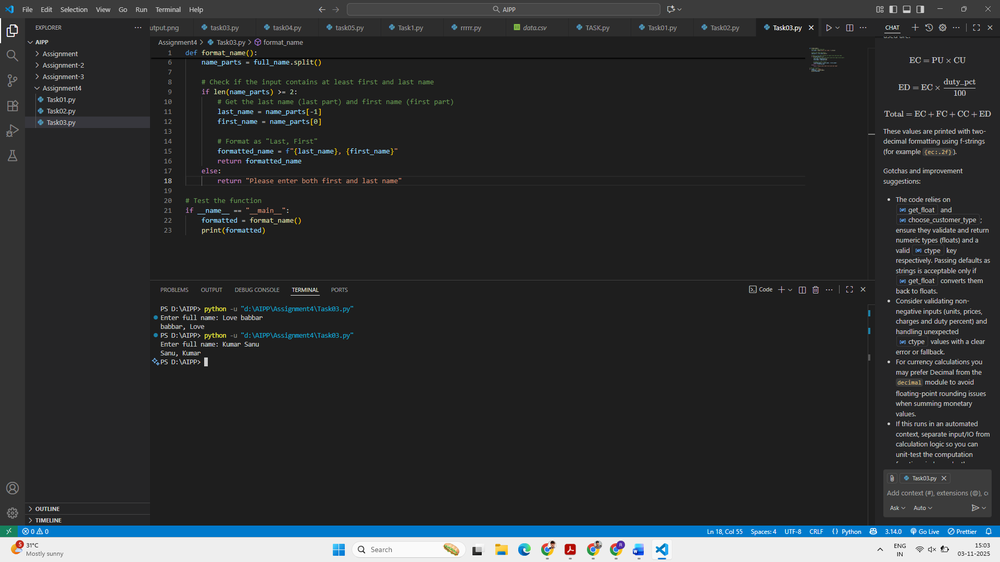 File Edit Selection View Go Run Terminal Help
AIPP
EXPLORER
AIPP
Assignment
Assignment-2
Assignment-3
Assignment4
Task01.py
Task02.py
Task03.py
OUTLINE
TIMELINE
utput.png task03.py task04.py task05.py Task1.py rrrrr.py data.csv TASK.py Task01.py Task02.py Task03.py
Assignment4 > Task03.py > format_name
1 def format_name():
6 name_parts = full_name.split()
7
8 # Check if the input contains at least first and last name
9 if len(name_parts) >= 2:
10 # Get the last name (last part) and first name (first part)
11 last_name = name_parts[-1]
12 first_name = name_parts[0]
13
14 # Format as "Last, First"
15 formatted_name = f"{last_name}, {first_name}"
16 return formatted_name
17 else:
18 return "Please enter both first and last name"
19
20 # Test the function
21 if __name__ == "__main__":
22 formatted = format_name()
23 print(formatted)
PROBLEMS OUTPUT DEBUG CONSOLE TERMINAL PORTS
Code
PS D:\AIPP> python -u "d:\AIPP\Assignment4\Task03.py"
Enter full name: Love babbar
babbar, Love
PS D:\AIPP> python -u "d:\AIPP\Assignment4\Task03.py"
Enter full name: Kumar Sanu
Sanu, Kumar
PS D:\AIPP>
CHAT
used are:
EC = PU × CU
ED = EC × duty_pct / 100
Total = EC + FC + CC + ED
These values are printed with two-
decimal formatting using f-strings
(for example {ec:.2f}).
Gotchas and improvement
suggestions:
• The code relies on
get_float and
choose_customer_type ;
ensure they validate and return
numeric types (floats) and a
valid ctype key
respectively. Passing defaults as
strings is acceptable only if
get_float converts them
back to floats.
• Consider validating non-
negative inputs (units, prices,
charges and duty percent) and
handling unexpected
ctype values with a clear
error or fallback.
• For currency calculations you
may prefer Decimal from the
decimal module to avoid
floating-point rounding issues
when summing monetary
values.
• If this runs in an automated
context, separate input/IO from
calculation logic so you can
unit-test the computation
Task03.py
Add context (#), extensions (@), c
Ask Auto
0 0
Ln 18, Col 55 Spaces: 4 UTF-8 CRLF { } Python 3.14.0 Go Live Prettier
5
31°C
Mostly sunny
Search
R
W
ENG
IN
15:03
03-11-2025